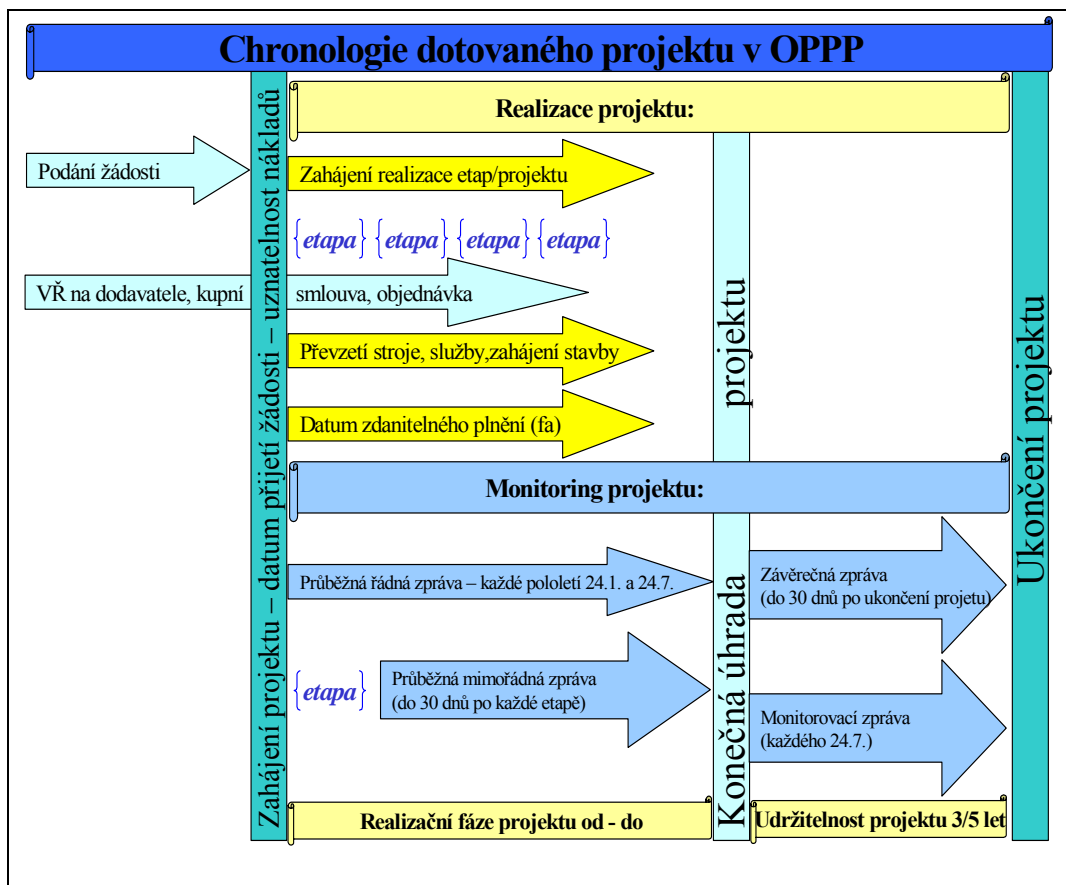 Chronologie dotovaného projektu v OPPP
Zahájení projektu – datum přijetí žádosti – uznatelnost nákladů
Realizace projektu:
Podání žádosti
Zahájení realizace etap/projektu
{etapa} {etapa} {etapa} {etapa}
VŘ na dodavatele, kupní smlouva, objednávka
Převzetí stroje, služby,zahájení stavby
Datum zdanitelného plnění (fa)
Monitoring projektu:
Průběžná řádná zpráva – každé pololetí 24.1. a 24.7.
{etapa}
Průběžná mimořádná zpráva
(do 30 dnů po každé etapě)
Konečná úhrada projektu
Závěrečná zpráva
(do 30 dnů po ukončení projetu)
Monitorovací zpráva
(každého 24.7.)
Realizační fáze projektu od - do
Udržitelnost projektu 3/5 let
Ukončení projektu